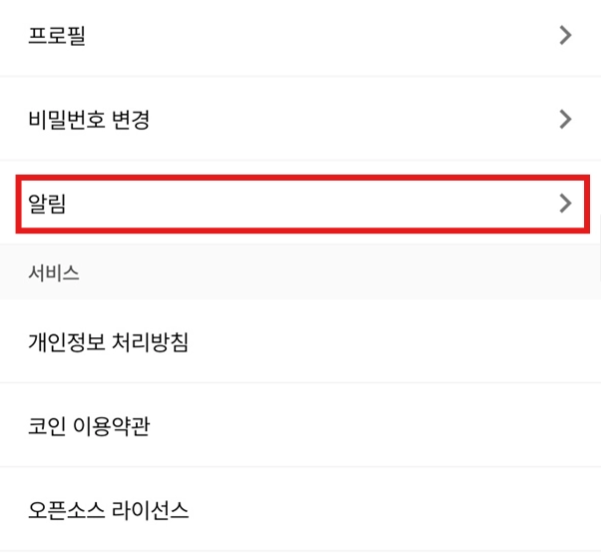 프로필
비밀번호 변경
알림
서비스
개인정보 처리방침
코인 이용약관
오픈소스 라이선스